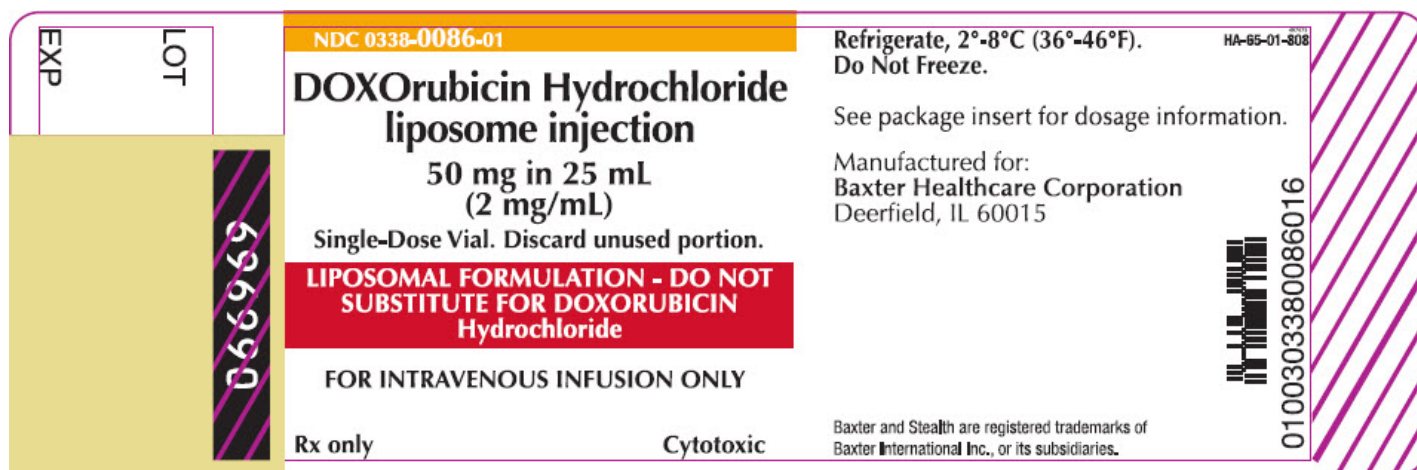 EXP
LOT
069699
NDC 0338-0086-01
DOXOrubicin Hydrochloride
liposome injection
50 mg in 25 mL
(2 mg/mL)
Single-Dose Vial. Discard unused portion.
LIPOSOMAL FORMULATION - DO NOT
SUBSTITUTE FOR DOXORUBICIN
Hydrochloride
FOR INTRAVENOUS INFUSION ONLY
Rx only
Cytotoxic
Refrigerate, 2°-8°C (36°-46°F).
Do Not Freeze.
See package insert for dosage information.
Manufactured for:
Baxter Healthcare Corporation
Deerfield, IL 60015
Baxter and Stealth are registered trademarks of
Baxter International Inc., or its subsidiaries.
HA-65-01-808
0100303380086016